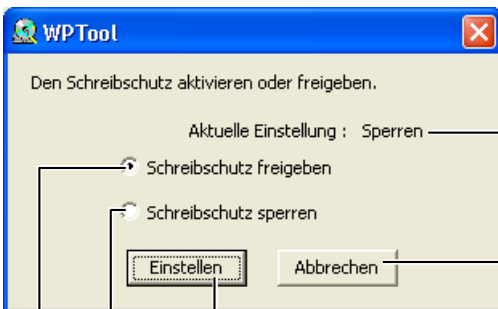 WPTool
Den Schreibschutz aktivieren oder freigeben.
Aktuelle Einstellung : Sperren
Schreibschutz freigeben
Schreibschutz sperren
Einstellen Abbrechen